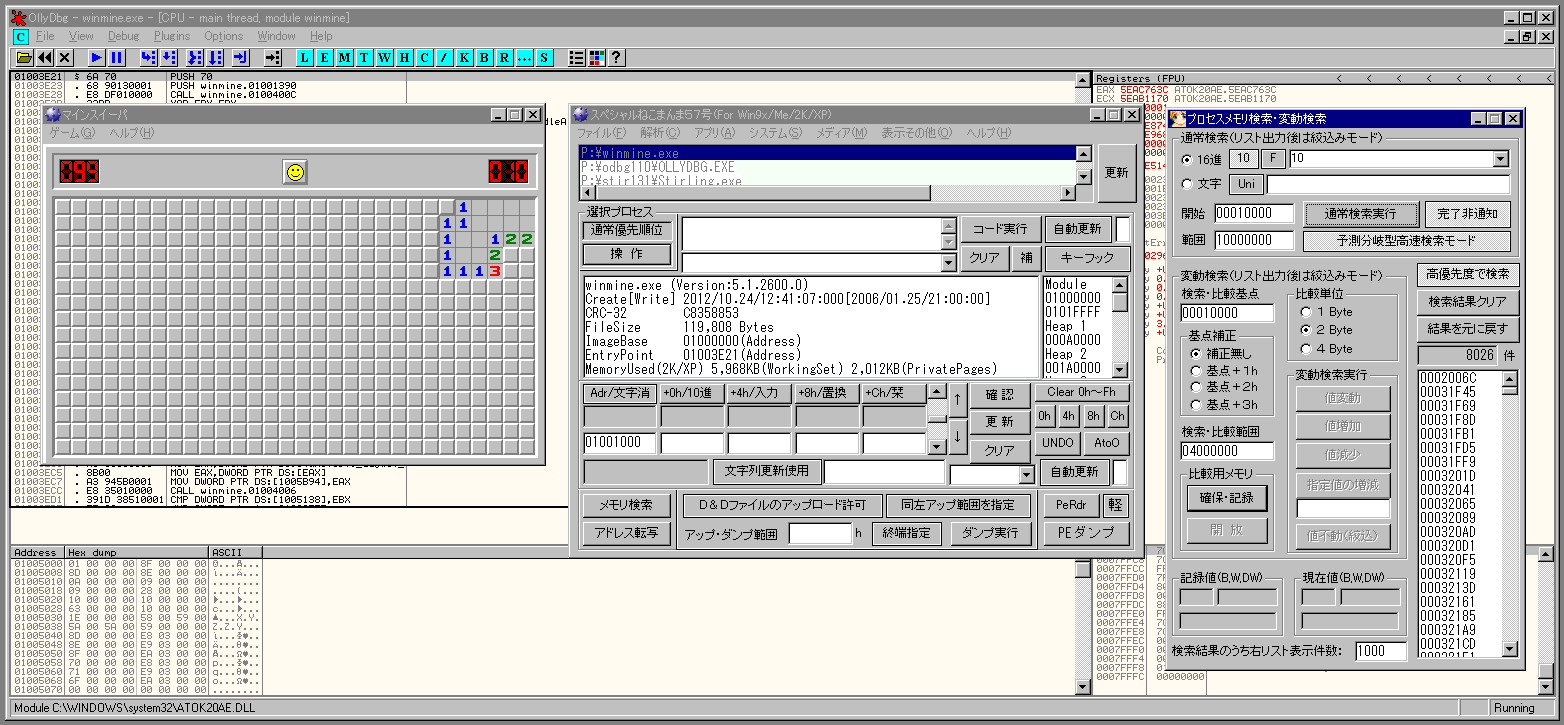 OllyDbg - winmine.exe - [CPU - main thread, module winmine]
C File View Debug Plugins Options Window Help
L E M T W H C / K B R ... S ?
01003E21 $ 6A 70 PUSH 70
01003E23 . 68 90130001 PUSH winmine.01001390
01003E28 . E8 DF010000 CALL winmine.0100400C
Registers (FPU) < < < < < < < <
EAX 5EAC763C ATOK20AE.5EAC763C
ECX 5EAB1170 ATOK20AE.5EAB1170
マインスイーパ
ゲーム(G) ヘルプ(H)
1
1 1
1 1 2 2
1 2
1 1 1 3
01003EC5 . 8B00 MOV EAX,DWORD PTR DS:[EAX]
01003EC7 . A3 945B0001 MOV DWORD PTR DS:[1005B94],EAX
01003ECC . E8 35010000 CALL winmine.01004006
01003ED1 . 391D 38510001 CMP DWORD PTR DS:[1005138],EBX
スペシャルねこまんま57号(For Win9x/Me/2K/XP)
ファイル(F) 解析(C) アプリ(A) システム(S) メディア(M) 表示その他(O) ヘルプ(H)
P:\winmine.exe
P:\odbg110\OLLYDBG.EXE
P:\stir131\Stirling.exe
更新
選択プロセス
通常優先順位 コード実行 自動更新
操 作 クリア 補 キーフック
winmine.exe (Version:5.1.2600.0)
Create[Write] 2012/10.24/12:41:07:000[2006/01.25/21:00:00]
CRC-32 C8358853
FileSize 119,808 Bytes
ImageBase 01000000(Address)
EntryPoint 01003E21(Address)
MemoryUsed(2K/XP) 5,968KB(WorkingSet) 2,012KB(PrivatePages)
Module
01000000
0101FFFF
Heap 1
000A0000
Heap 2
001A0000
Adr/文字消 +0h/10進 +4h/入力 +8h/置換 +Ch/栞 ↑ 確 認 Clear 0h～Fh
更 新 0h 4h 8h Ch
01001000 ↓ クリア UNDO AtoO
文字列更新使用 自動更新
メモリ検索 D&Dファイルのアップロード許可 同左アップ範囲を指定 PeRdr 軽
アドレス転写 アップ・ダンプ範囲 h 終端指定 ダンプ実行 PEダンプ
プロセスメモリ検索・変動検索
通常検索(リスト出力後は絞込みモード)
16進 10 F 10
文字 Uni
開始 00010000 通常検索実行 完了非通知
範囲 10000000 予測分岐型高速検索モード
変動検索(リスト出力後は絞込みモード) 高優先度で検索
検索・比較基点 比較単位 検索結果クリア
00010000 1 Byte
2 Byte 結果を元に戻す
4 Byte 8026 件
基点補正
補正無し
基点+1h
基点+2h
基点+3h
変動検索実行
値変動
値増加
値減少
指定値の増減
値不動(絞込)
検索・比較範囲
04000000
比較用メモリ
確保・記録
開 放
0002006C
00031F45
00031F69
00031F8D
00031FB1
00031FD5
00031FF9
0003201D
00032041
00032065
00032089
000320AD
000320D1
000320F5
00032119
0003213D
00032161
00032185
000321A9
000321CD
記録値(B,W,DW) 現在値(B,W,DW)
検索結果のうち右リスト表示件数: 1000
Address Hex dump ASCII
01005000 01 00 00 00 8F 00 00 00
01005008 8D 00 00 00 8E 00 00 00
01005010 0A 00 00 00 09 00 00 00
01005018 09 00 00 00 28 00 00 00
01005020 10 00 00 00 10 00 00 00
01005028 63 00 00 00 10 00 00 00
01005030 1E 00 00 00 58 00 59 00
01005038 5A 00 5A 00 59 00 00 00
01005040 8D 00 00 00 E8 03 00 00
01005048 8E 00 00 00 E9 03 00 00
01005050 8F 00 00 00 EA 03 00 00
01005058 70 00 00 00 E8 03 00 00
01005060 71 00 00 00 E9 03 00 00
01005068 6F 00 00 00 EA 03 00 00
01005070 00 00 00 00 00 00 00 00
0007FFCC
0007FFD4
0007FFD8
0007FFDC
0007FFE0
0007FFE4
0007FFE8
0007FFEC
0007FFF0
0007FFF4
0007FFF8
0007FFFC 00000000
Module C:\WINDOWS\system32\ATOK20AE.DLL Running